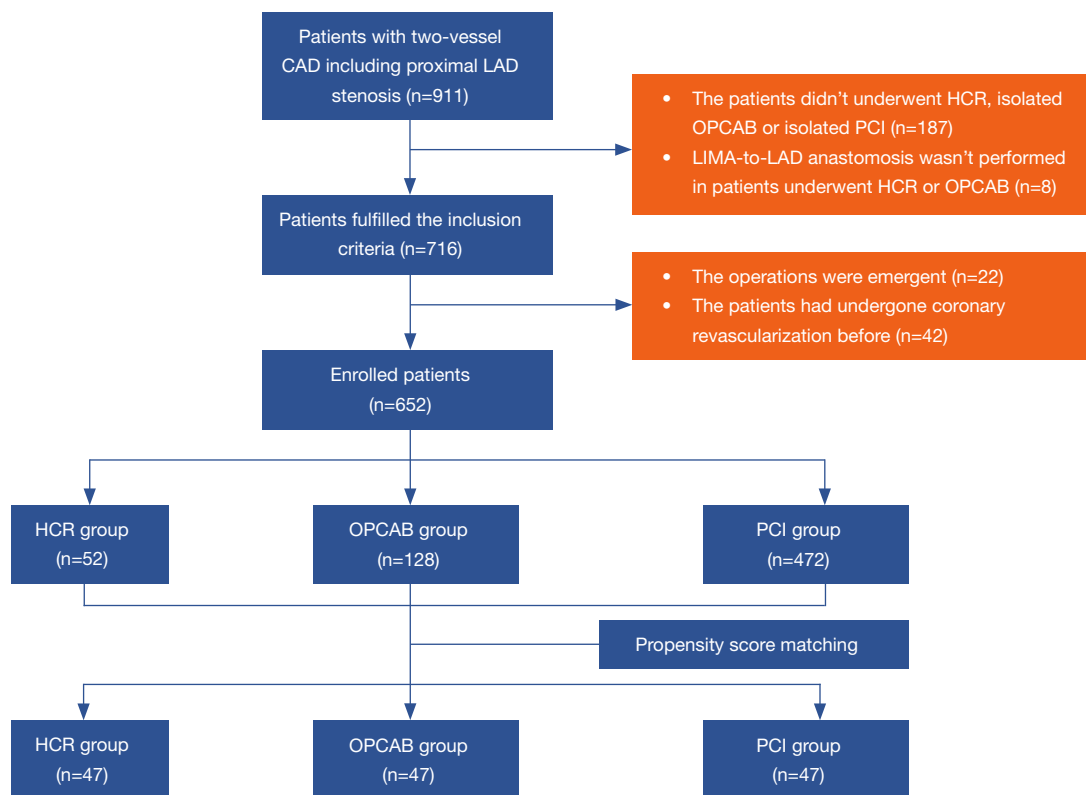 Patients with two-vessel
CAD including proximal LAD
stenosis (n=911)
• The patients didn't underwent HCR, isolated
OPCAB or isolated PCI (n=187)
• LIMA-to-LAD anastomosis wasn't performed
in patients underwent HCR or OPCAB (n=8)
Patients fulfilled the inclusion
criteria (n=716)
• The operations were emergent (n=22)
• The patients had undergone coronary
revascularization before (n=42)
Enrolled patients
(n=652)
HCR group
(n=52)
OPCAB group
(n=128)
PCI group
(n=472)
Propensity score matching
HCR group
(n=47)
OPCAB group
(n=47)
PCI group
(n=47)